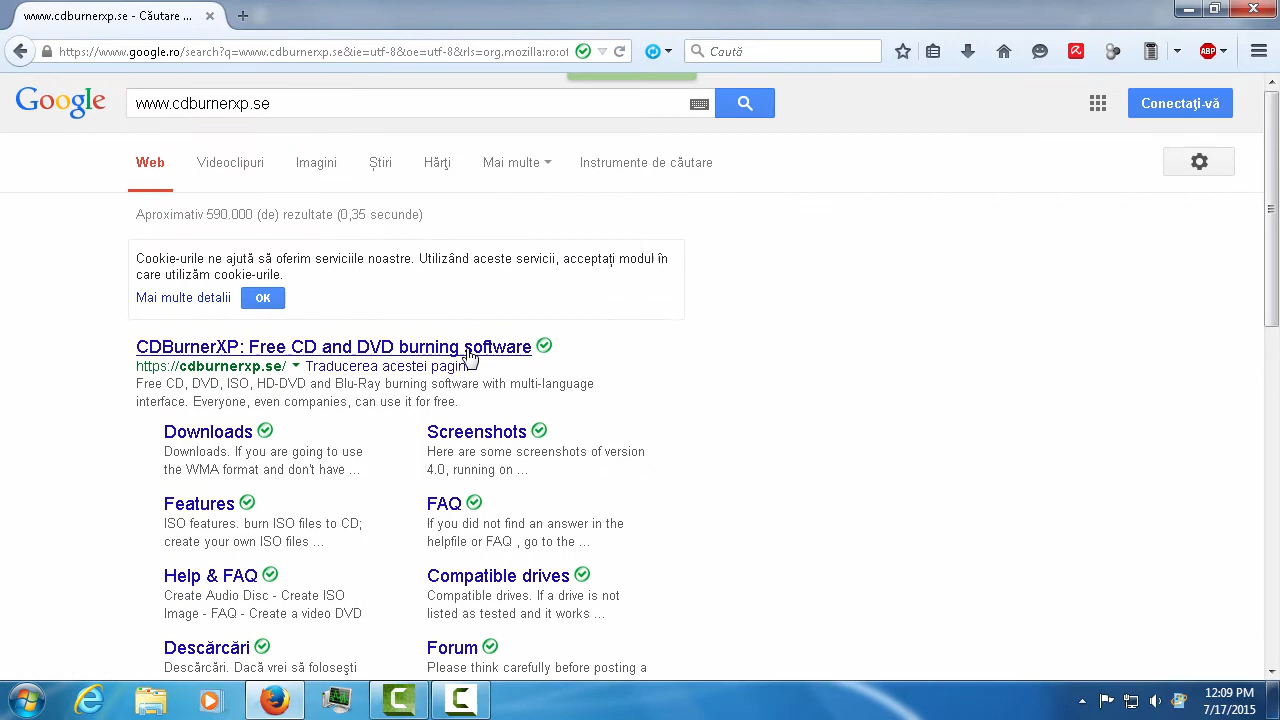 www.cdburnerxp.se - Căutare ...
https://www.google.ro/search?q=www.cdburnerxp.se&ie=utf-8&oe=utf-8&rls=org.mozilla:ro:of
Caută
ABP
Google
www.cdburnerxp.se
Conectați-vă
Web
Videoclipuri
Imagini
Știri
Hărți
Mai multe
Instrumente de căutare
Aproximativ 590.000 (de) rezultate (0,35 secunde)
Cookie-urile ne ajută să oferim serviciile noastre. Utilizând aceste servicii, acceptați modul în
care utilizăm cookie-urile.
Mai multe detalii
OK
CDBurnerXP: Free CD and DVD burning software
https://cdburnerxp.se/ Traducerea acestei pagini
Free CD, DVD, ISO, HD-DVD and Blu-Ray burning software with multi-language
interface. Everyone, even companies, can use it for free.
Downloads
Downloads. If you are going to use
the WMA format and don't have ...
Screenshots
Here are some screenshots of version
4.0, running on ...
Features
ISO features. burn ISO files to CD;
create your own ISO files ...
FAQ
If you did not find an answer in the
helpfile or FAQ , go to the ...
Help & FAQ
Create Audio Disc - Create ISO
Image - FAQ - Create a video DVD
Compatible drives
Compatible drives. If a drive is not
listed as tested and it works ...
Descărcări
Descărcări. Dacă vrei să foloseşti
Forum
Please think carefully before posting a
12:09 PM
7/17/2015